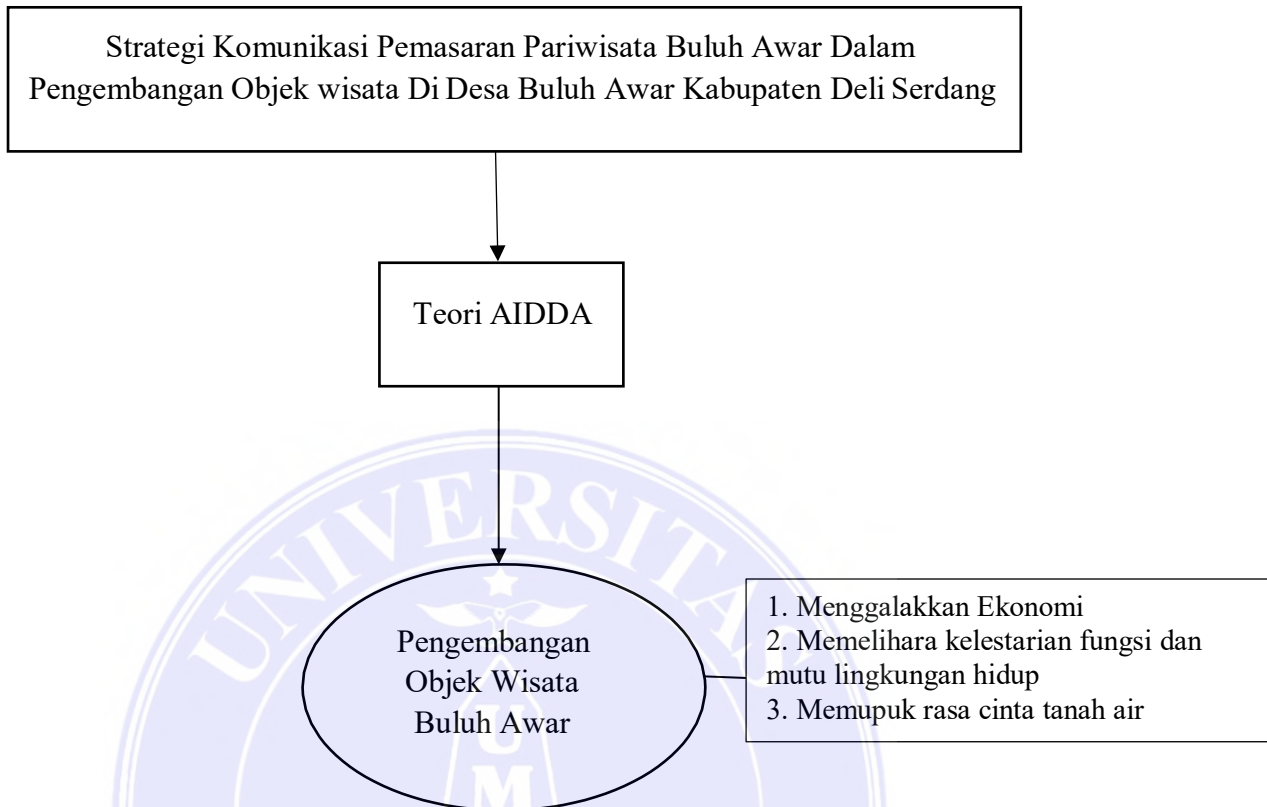 Strategi Komunikasi Pemasaran Pariwisata Buluh Awar Dalam
Pengembangan Objek wisata Di Desa Buluh Awar Kabupaten Deli Serdang
Teori AIDDA
UNIVERSITAS
Pengembangan
Objek Wisata
Buluh Awar
1. Menggalakkan Ekonomi
2. Memelihara kelestarian fungsi dan
mutu lingkungan hidup
3. Memupuk rasa cinta tanah air
U
M